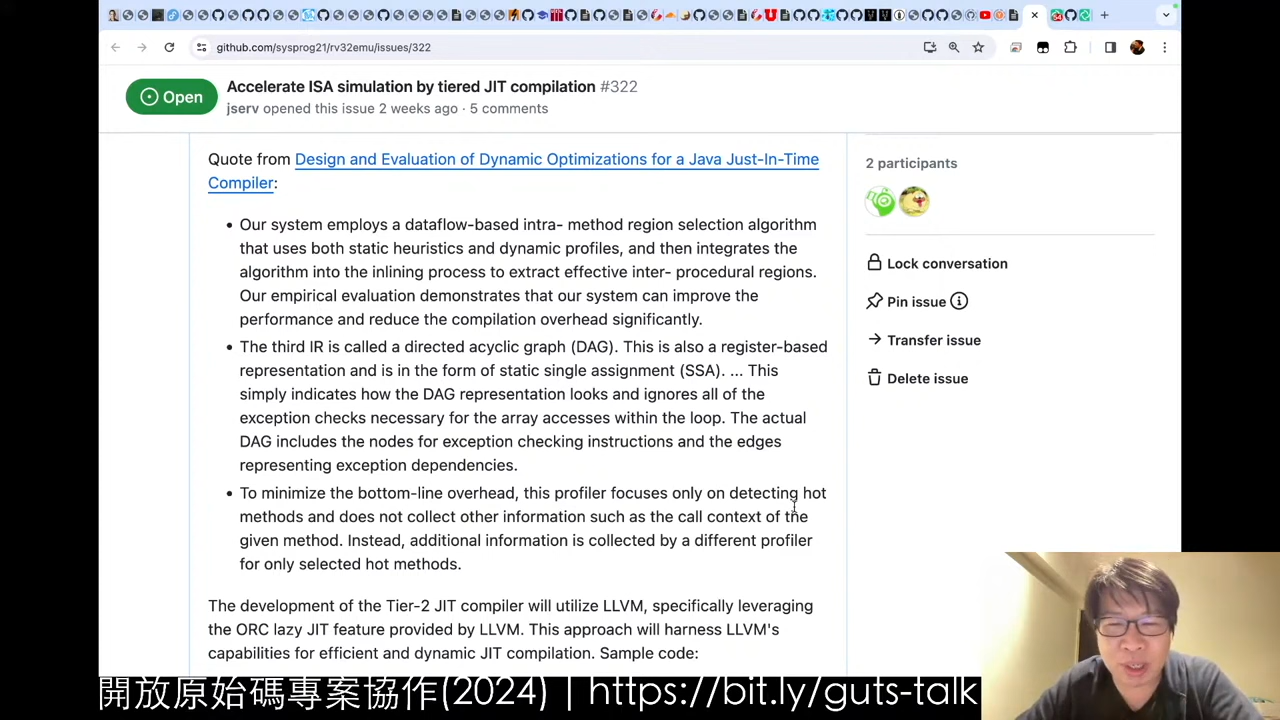 github.com/sysprog21/rv32emu/issues/322
Open
Accelerate ISA simulation by tiered JIT compilation #322
jserv opened this issue 2 weeks ago · 5 comments
Quote from Design and Evaluation of Dynamic Optimizations for a Java Just-In-Time
Compiler:
• Our system employs a dataflow-based intra- method region selection algorithm
that uses both static heuristics and dynamic profiles, and then integrates the
algorithm into the inlining process to extract effective inter- procedural regions.
Our empirical evaluation demonstrates that our system can improve the
performance and reduce the compilation overhead significantly.
• The third IR is called a directed acyclic graph (DAG). This is also a register-based
representation and is in the form of static single assignment (SSA). ... This
simply indicates how the DAG representation looks and ignores all of the
exception checks necessary for the array accesses within the loop. The actual
DAG includes the nodes for exception checking instructions and the edges
representing exception dependencies.
• To minimize the bottom-line overhead, this profiler focuses only on detecting hot
methods and does not collect other information such as the call context of the
given method. Instead, additional information is collected by a different profiler
for only selected hot methods.
The development of the Tier-2 JIT compiler will utilize LLVM, specifically leveraging
the ORC lazy JIT feature provided by LLVM. This approach will harness LLVM's
capabilities for efficient and dynamic JIT compilation. Sample code:
2 participants
Lock conversation
Pin issue
Transfer issue
Delete issue
開放原始碼專案協作(2024) | https://bit.ly/guts-talk